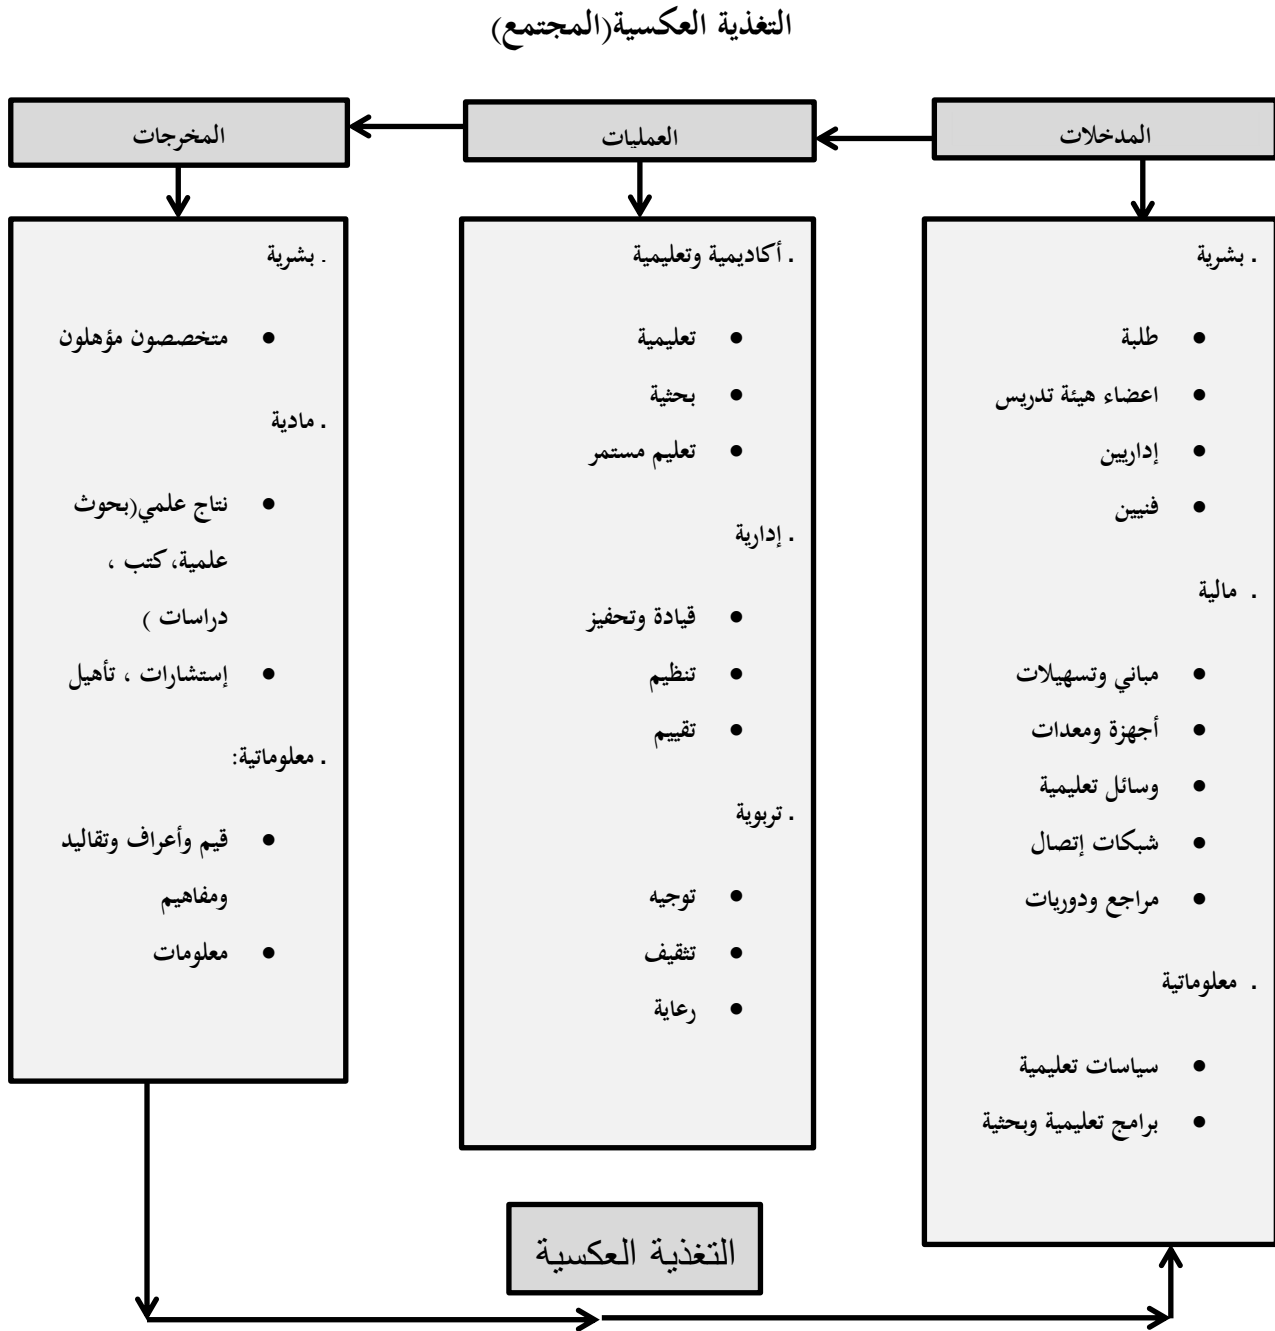 التغذية العكسية(المجتمع)
المدخلات
. بشرية
• طلبة
• اعضاء هيئة تدريس
• إداريين
• فنيين
. مالية
• مباني وتسهيلات
• أجهزة ومعدات
• وسائل تعليمية
• شبكات إتصال
• مراجع ودوريات
. معلوماتية
• سياسات تعليمية
• برامج تعليمية وبحثية
العمليات
. أكاديمية وتعليمية
• تعليمية
• بحثية
• تعليم مستمر
. إدارية
• قيادة وتحفيز
• تنظيم
• تقييم
. تربوية
• توجيه
• تثقيف
• رعاية
المخرجات
. بشرية
• متخصصون مؤهلون
. مادية
• نتاج علمي(بحوث
علمية، كتب ،
دراسات )
• إستشارات ، تأهيل
. معلوماتية:
• قيم وأعراف وتقاليد
ومفاهيم
• معلومات
التغذية العكسية